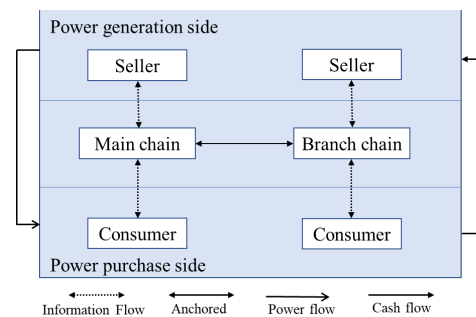 Power generation side
Seller Seller
Main chain Branch chain
Consumer Consumer
Power purchase side
Information Flow Anchored Power flow Cash flow